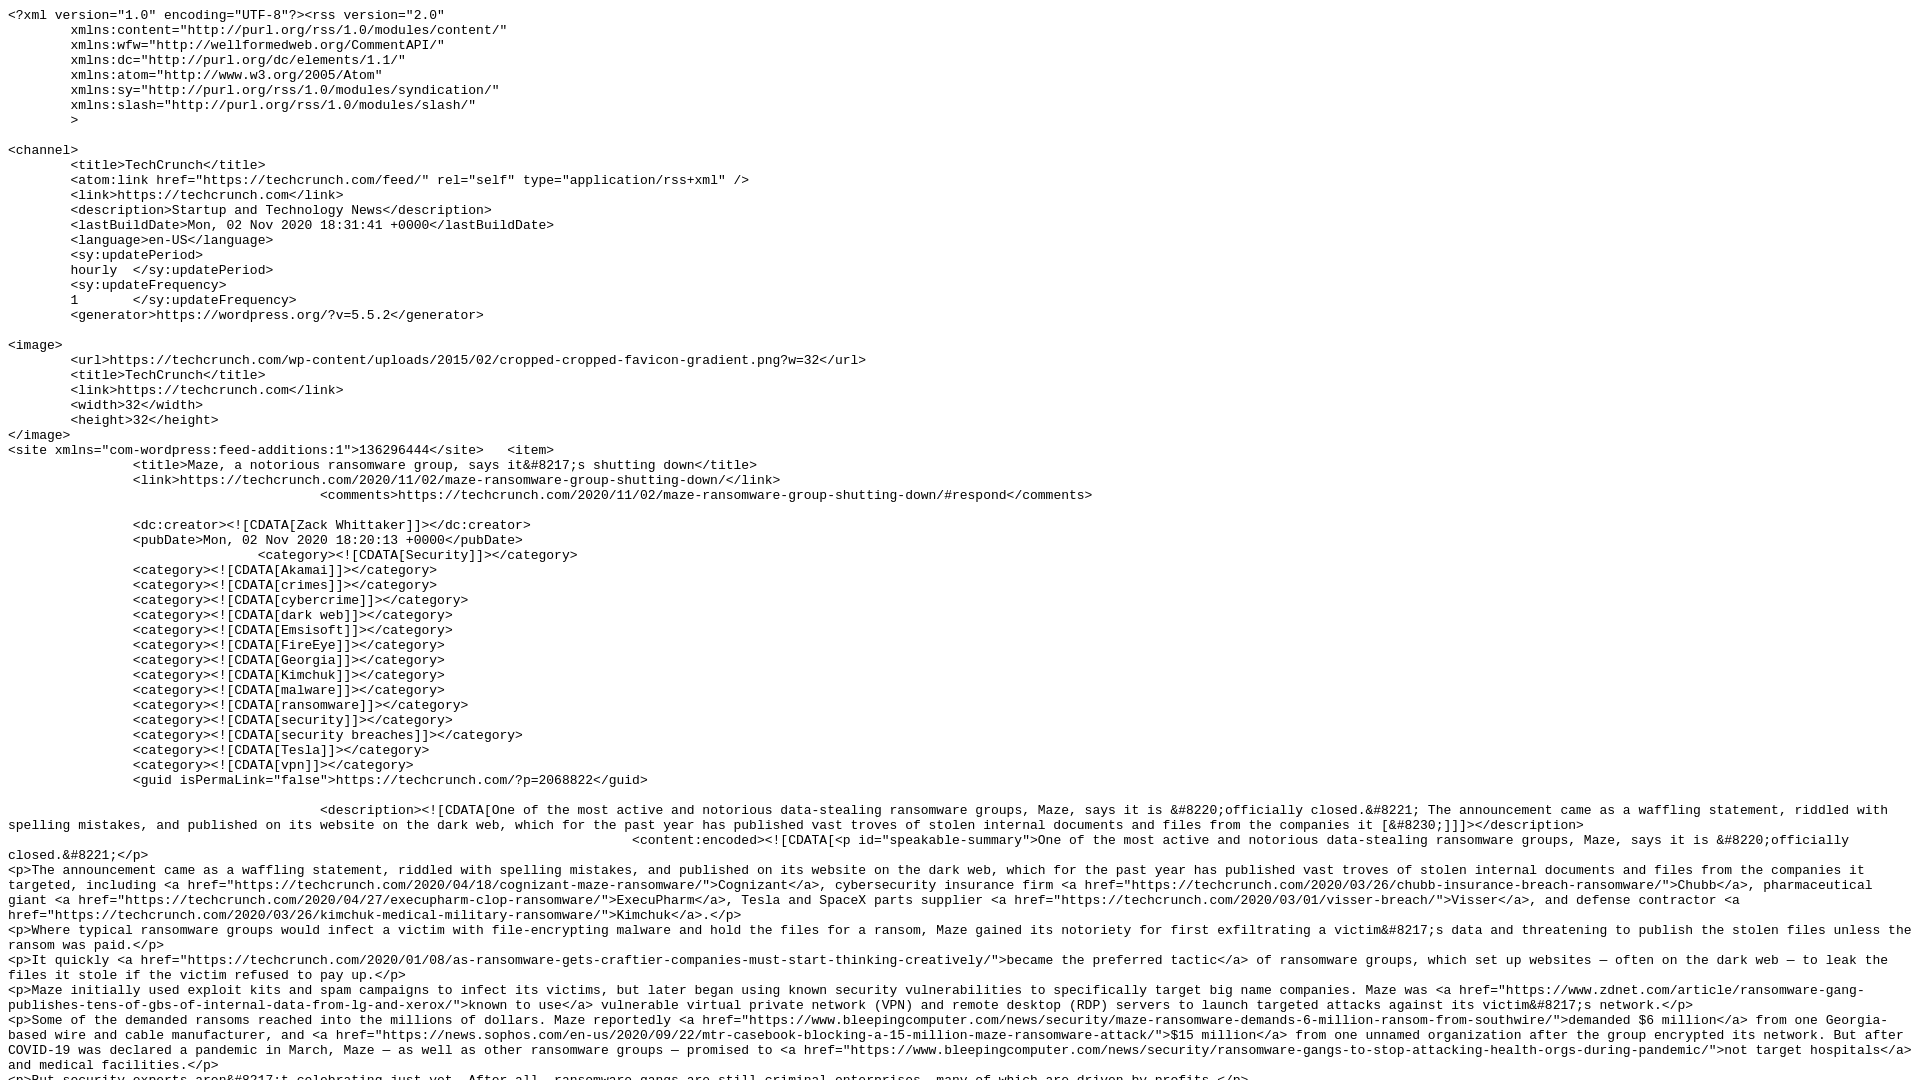 <?xml version="1.0" encoding="UTF-8"?><rss version="2.0"
xmlns:content="http://purl.org/rss/1.0/modules/content/"
xmlns:wfw="http://wellformedweb.org/CommentAPI/"
xmlns:dc="http://purl.org/dc/elements/1.1/"
xmlns:atom="http://www.w3.org/2005/Atom"
xmlns:sy="http://purl.org/rss/1.0/modules/syndication/"
xmlns:slash="http://purl.org/rss/1.0/modules/slash/"
>
<channel>
<title>TechCrunch</title>
<atom:link href="https://techcrunch.com/feed/" rel="self" type="application/rss+xml" />
<link>https://techcrunch.com</link>
<description>Startup and Technology News</description>
<lastBuildDate>Mon, 02 Nov 2020 18:31:41 +0000</lastBuildDate>
<language>en-US</language>
<sy:updatePeriod>
hourly  </sy:updatePeriod>
<sy:updateFrequency>
1       </sy:updateFrequency>
<generator>https://wordpress.org/?v=5.5.2</generator>
<image>
<url>https://techcrunch.com/wp-content/uploads/2015/02/cropped-cropped-favicon-gradient.png?w=32</url>
<title>TechCrunch</title>
<link>https://techcrunch.com</link>
<width>32</width>
<height>32</height>
</image>
<site xmlns="com-wordpress:feed-additions:1">136296444</site>   <item>
<title>Maze, a notorious ransomware group, says it&#8217;s shutting down</title>
<link>https://techcrunch.com/2020/11/02/maze-ransomware-group-shutting-down/</link>
<comments>https://techcrunch.com/2020/11/02/maze-ransomware-group-shutting-down/#respond</comments>
<dc:creator><![CDATA[Zack Whittaker]]></dc:creator>
<pubDate>Mon, 02 Nov 2020 18:20:13 +0000</pubDate>
<category><![CDATA[Security]]></category>
<category><![CDATA[Akamai]]></category>
<category><![CDATA[crimes]]></category>
<category><![CDATA[cybercrime]]></category>
<category><![CDATA[dark web]]></category>
<category><![CDATA[Emsisoft]]></category>
<category><![CDATA[FireEye]]></category>
<category><![CDATA[Georgia]]></category>
<category><![CDATA[Kimchuk]]></category>
<category><![CDATA[malware]]></category>
<category><![CDATA[ransomware]]></category>
<category><![CDATA[security]]></category>
<category><![CDATA[security breaches]]></category>
<category><![CDATA[Tesla]]></category>
<category><![CDATA[vpn]]></category>
<guid isPermaLink="false">https://techcrunch.com/?p=2068822</guid>
<description><![CDATA[One of the most active and notorious data-stealing ransomware groups, Maze, says it is &#8220;officially closed.&#8221; The announcement came as a waffling statement, riddled with
spelling mistakes, and published on its website on the dark web, which for the past year has published vast troves of stolen internal documents and files from the companies it [&#8230;]]]></description>
<content:encoded><![CDATA[<p id="speakable-summary">One of the most active and notorious data-stealing ransomware groups, Maze, says it is &#8220;officially
closed.&#8221;</p>
<p>The announcement came as a waffling statement, riddled with spelling mistakes, and published on its website on the dark web, which for the past year has published vast troves of stolen internal documents and files from the companies it
targeted, including <a href="https://techcrunch.com/2020/04/18/cognizant-maze-ransomware/">Cognizant</a>, cybersecurity insurance firm <a href="https://techcrunch.com/2020/03/26/chubb-insurance-breach-ransomware/">Chubb</a>, pharmaceutical
giant <a href="https://techcrunch.com/2020/04/27/execupharm-clop-ransomware/">ExecuPharm</a>, Tesla and SpaceX parts supplier <a href="https://techcrunch.com/2020/03/01/visser-breach/">Visser</a>, and defense contractor <a
href="https://techcrunch.com/2020/03/26/kimchuk-medical-military-ransomware/">Kimchuk</a>.</p>
<p>Where typical ransomware groups would infect a victim with file-encrypting malware and hold the files for a ransom, Maze gained its notoriety for first exfiltrating a victim&#8217;s data and threatening to publish the stolen files unless the
ransom was paid.</p>
<p>It quickly <a href="https://techcrunch.com/2020/01/08/as-ransomware-gets-craftier-companies-must-start-thinking-creatively/">became the preferred tactic</a> of ransomware groups, which set up websites — often on the dark web — to leak the
files it stole if the victim refused to pay up.</p>
<p>Maze initially used exploit kits and spam campaigns to infect its victims, but later began using known security vulnerabilities to specifically target big name companies. Maze was <a href="https://www.zdnet.com/article/ransomware-gang-
publishes-tens-of-gbs-of-internal-data-from-lg-and-xerox/">known to use</a> vulnerable virtual private network (VPN) and remote desktop (RDP) servers to launch targeted attacks against its victim&#8217;s network.</p>
<p>Some of the demanded ransoms reached into the millions of dollars. Maze reportedly <a href="https://www.bleepingcomputer.com/news/security/maze-ransomware-demands-6-million-ransom-from-southwire/">demanded $6 million</a> from one Georgia-
based wire and cable manufacturer, and <a href="https://news.sophos.com/en-us/2020/09/22/mtr-casebook-blocking-a-15-million-maze-ransomware-attack/">$15 million</a> from one unnamed organization after the group encrypted its network. But after
COVID-19 was declared a pandemic in March, Maze — as well as other ransomware groups — promised to <a href="https://www.bleepingcomputer.com/news/security/ransomware-gangs-to-stop-attacking-health-orgs-during-pandemic/">not target hospitals</a>
and medical facilities.</p>
<p>But security experts aren&#8217;t celebrating just yet. After all, ransomware gangs are still criminal enterprises, many of which are driven by profits.</p>